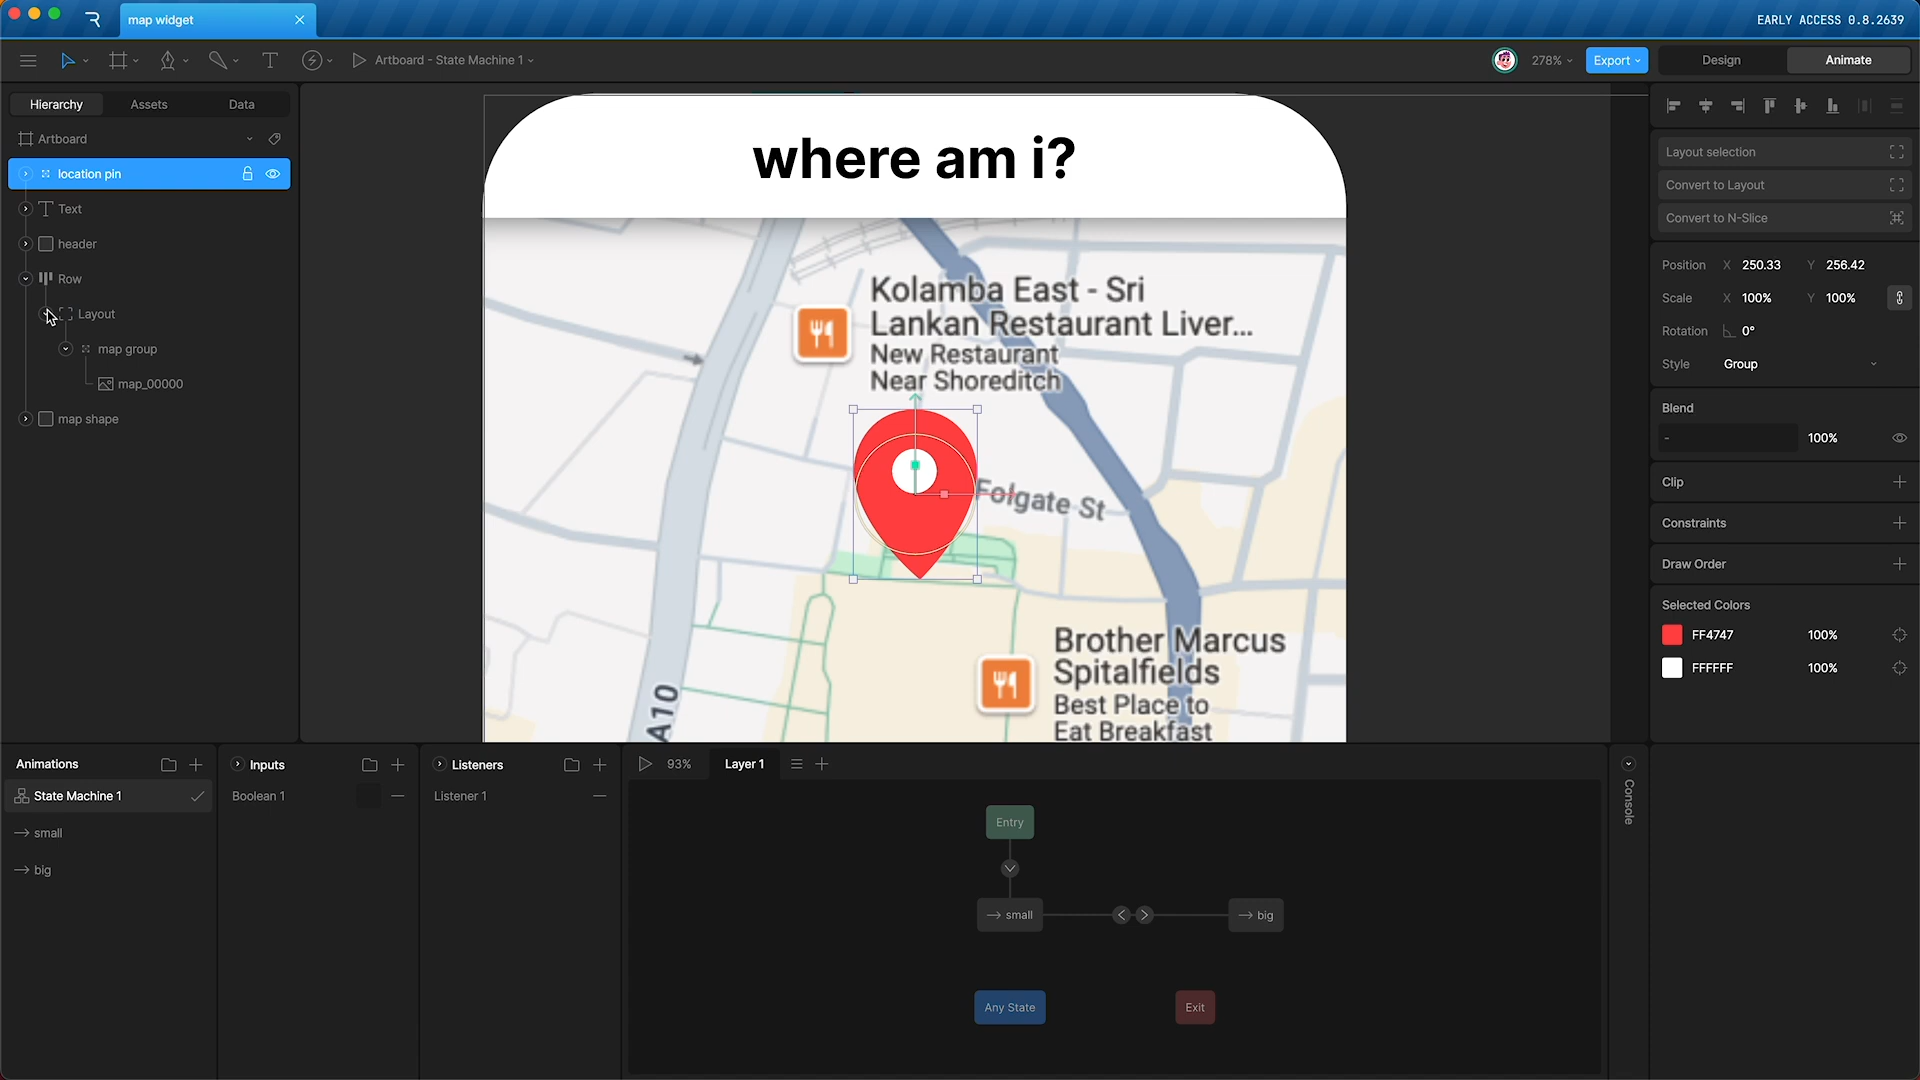 map widget
EARLY ACCESS 0.8.2639
Artboard - State Machine 1
278%
Export
Design
Animate
Hierarchy
Assets
Data
Artboard
location pin
Text
header
Row
Layout
map group
map_00000
map shape
where am i?
Kolamba East - Sri
Lankan Restaurant Liver...
New Restaurant
Near Shoreditch
Folgate St
Brother Marcus
Spitalfields
Best Place to
Eat Breakfast
A10
Layout selection
Convert to Layout
Convert to N-Slice
Position X 250.33 Y 256.42
Scale X 100% Y 100%
Rotation 0°
Style Group
Blend
- 100%
Clip
Constraints
Draw Order
Selected Colors
FF4747 100%
FFFFFF 100%
Animations
State Machine 1
small
big
Inputs
Boolean 1
Listeners
Listener 1
93%
Layer 1
Entry
small
big
Any State
Exit
Console